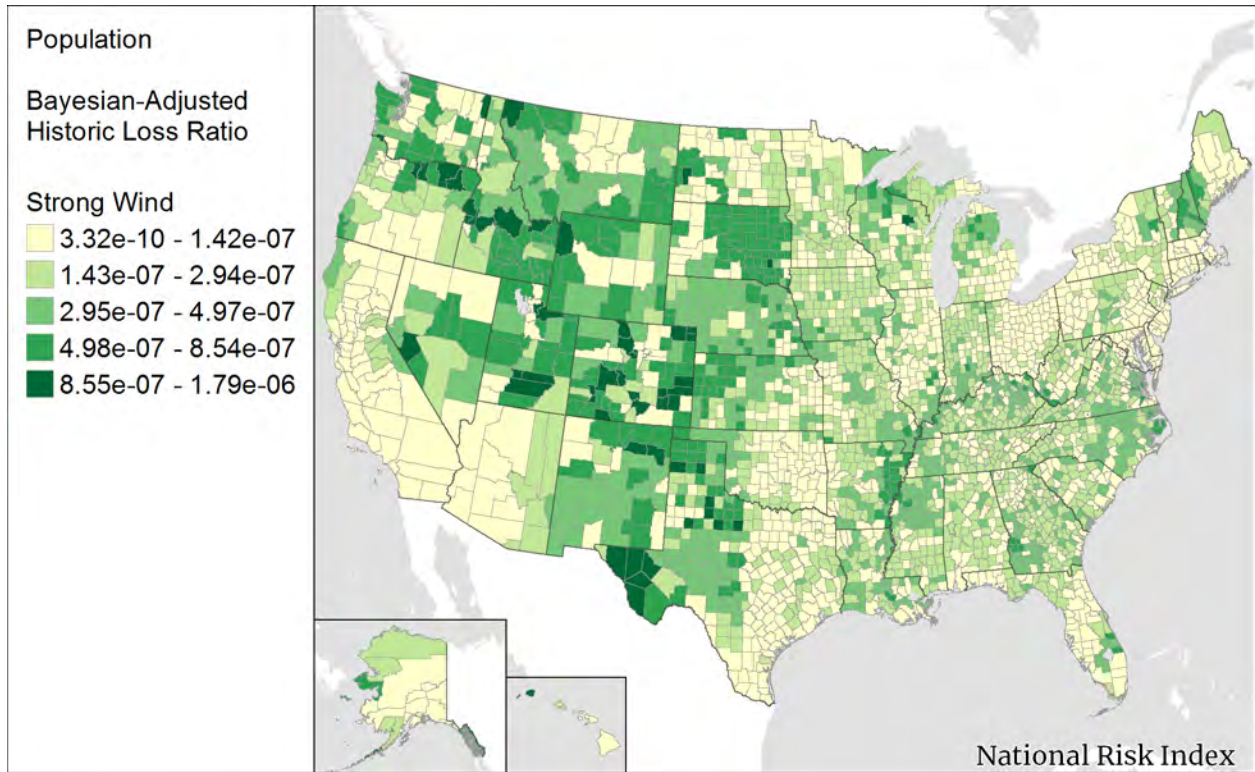 Population
Bayesian-Adjusted
Historic Loss Ratio
Strong Wind
3.32e-10 - 1.42e-07
1.43e-07 - 2.94e-07
2.95e-07 - 4.97e-07
4.98e-07 - 8.54e-07
8.55e-07 - 1.79e-06
National Risk Index